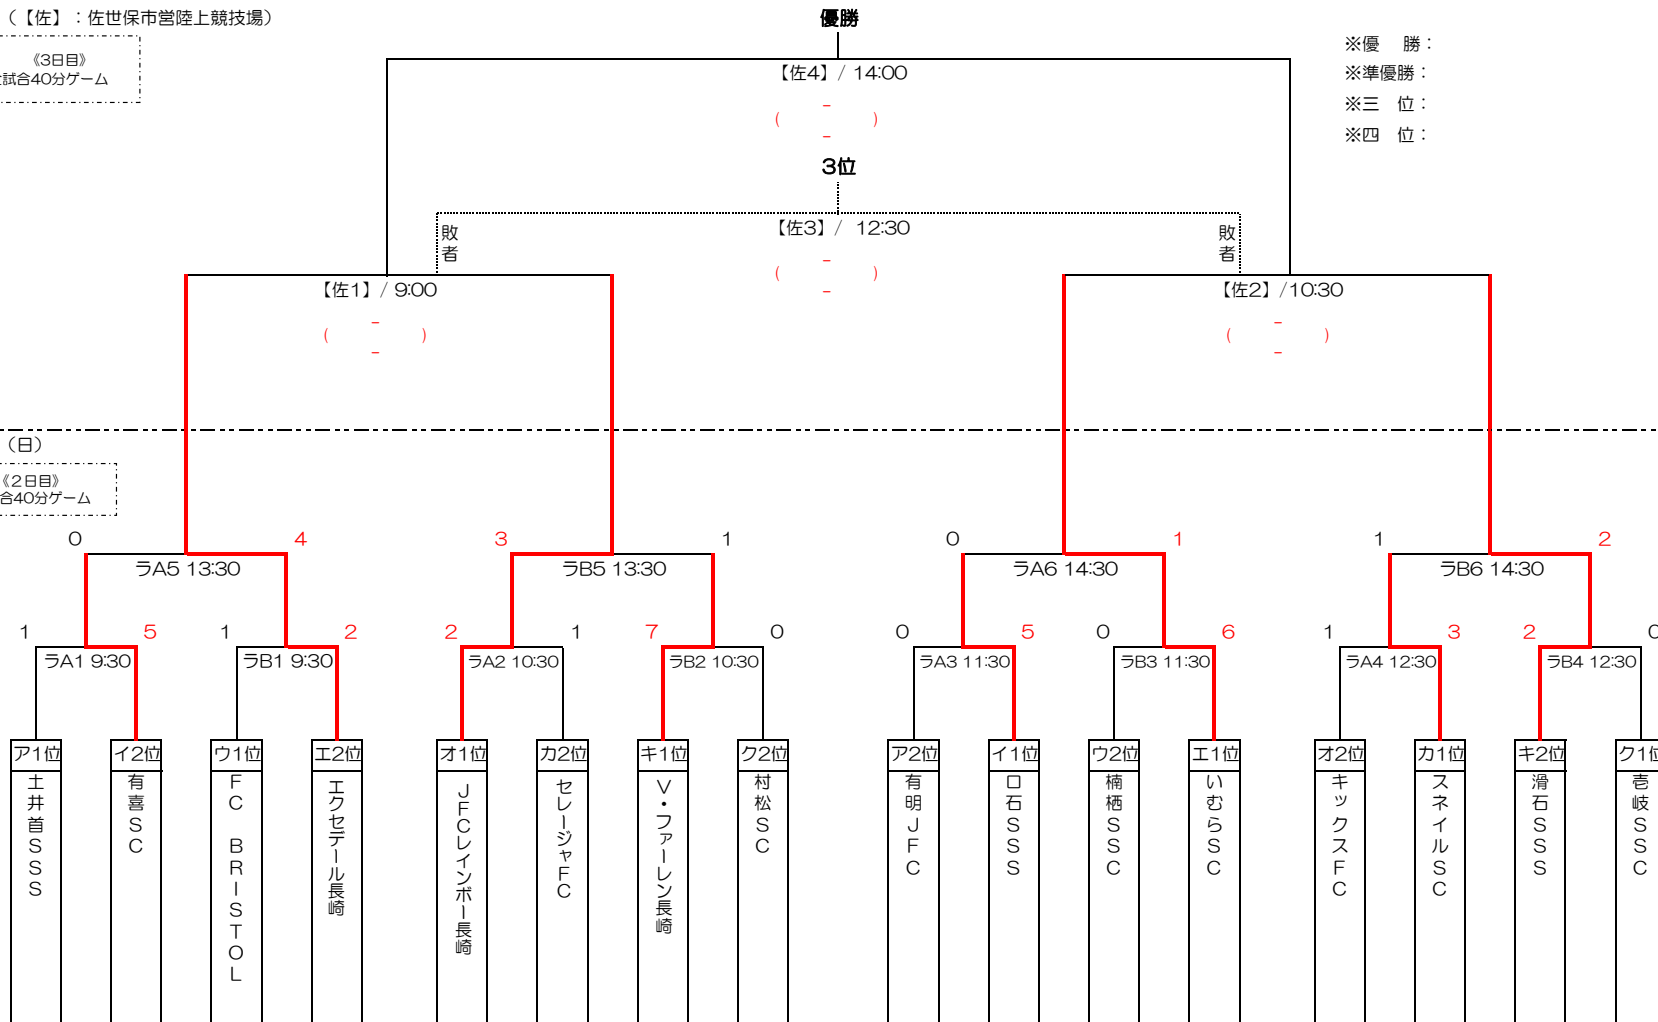 （【佐】：佐世保市営陸上競技場）
優勝
《3日目》
試合40分ゲーム
※優　勝：
※準優勝：
※三　位：
※四　位：
【佐4】/ 14:00
－
（　　　）
－
3位
【佐3】/ 12:30
敗者
敗者
－
（　　　）
－
【佐1】/ 9:00
【佐2】/10:30
－
（　　　）
－
－
（　　　）
－
（日）
《2日目》
合40分ゲーム
0 4 3 1 0 1 1 2
ラA5 13:30 ラB5 13:30 ラA6 14:30 ラB6 14:30
1 5 1 2 2 1 7 0 0 5 0 6 1 3 2 0
ラA1 9:30 ラB1 9:30 ラA2 10:30 ラB2 10:30 ラA3 11:30 ラB3 11:30 ラA4 12:30 ラB4 12:30
ア1位 イ2位 ウ1位 エ2位 オ1位 カ2位 キ1位 ク2位 ア2位 イ1位 ウ2位 エ1位 オ2位 カ1位 キ2位 ク1位
土井首SSS
有喜SC
FC BRISTOL
エクセデール長崎
JFCレインボー長崎
セレージャFC
V・ファーレン長崎
村松SC
有明JFC
口石SSS
楠栖SSC
いむらSC
キックスFC
スネイルSC
滑石SSS
壱岐SSC